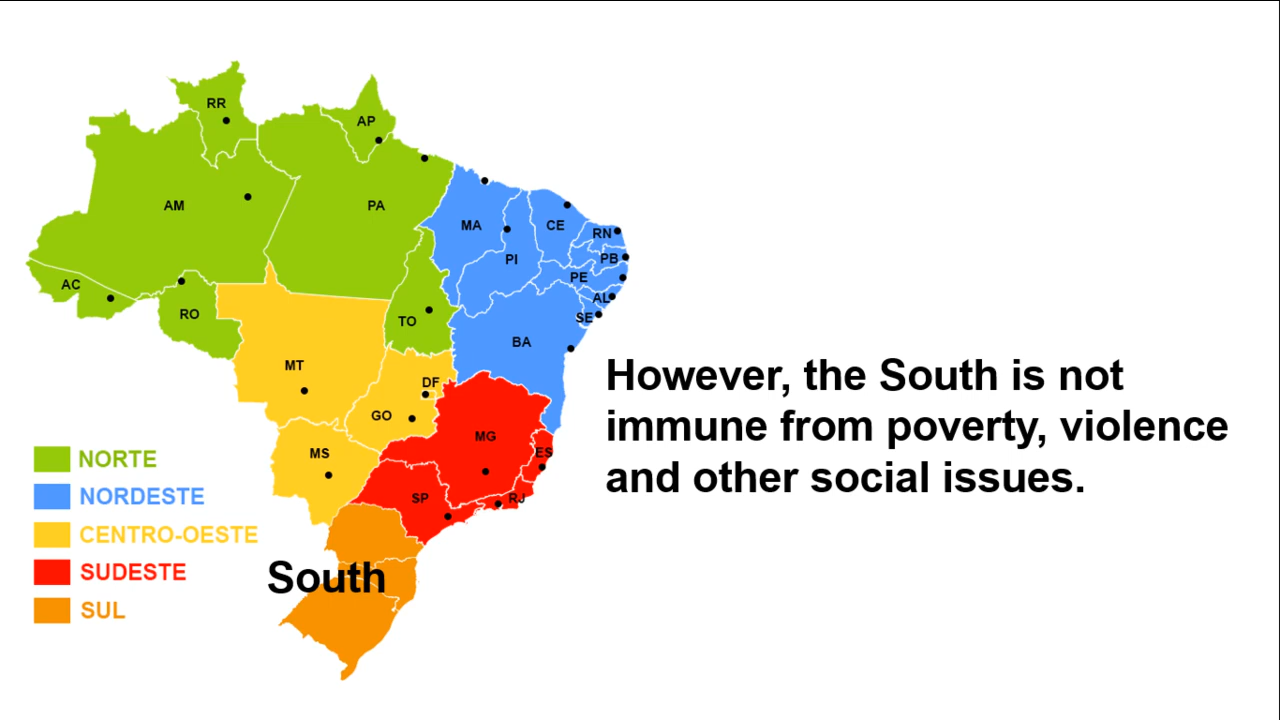 RR
AP
AM
PA
MA
CE
RN
PI
PB
PE
AC
AL
RO
TO
SE
BA
MT
DF
GO
MG
MS
ES
SP
RJ
However, the South is not
immune from poverty, violence
and other social issues.
NORTE
NORDESTE
CENTRO-OESTE
SUDESTE
SUL
South